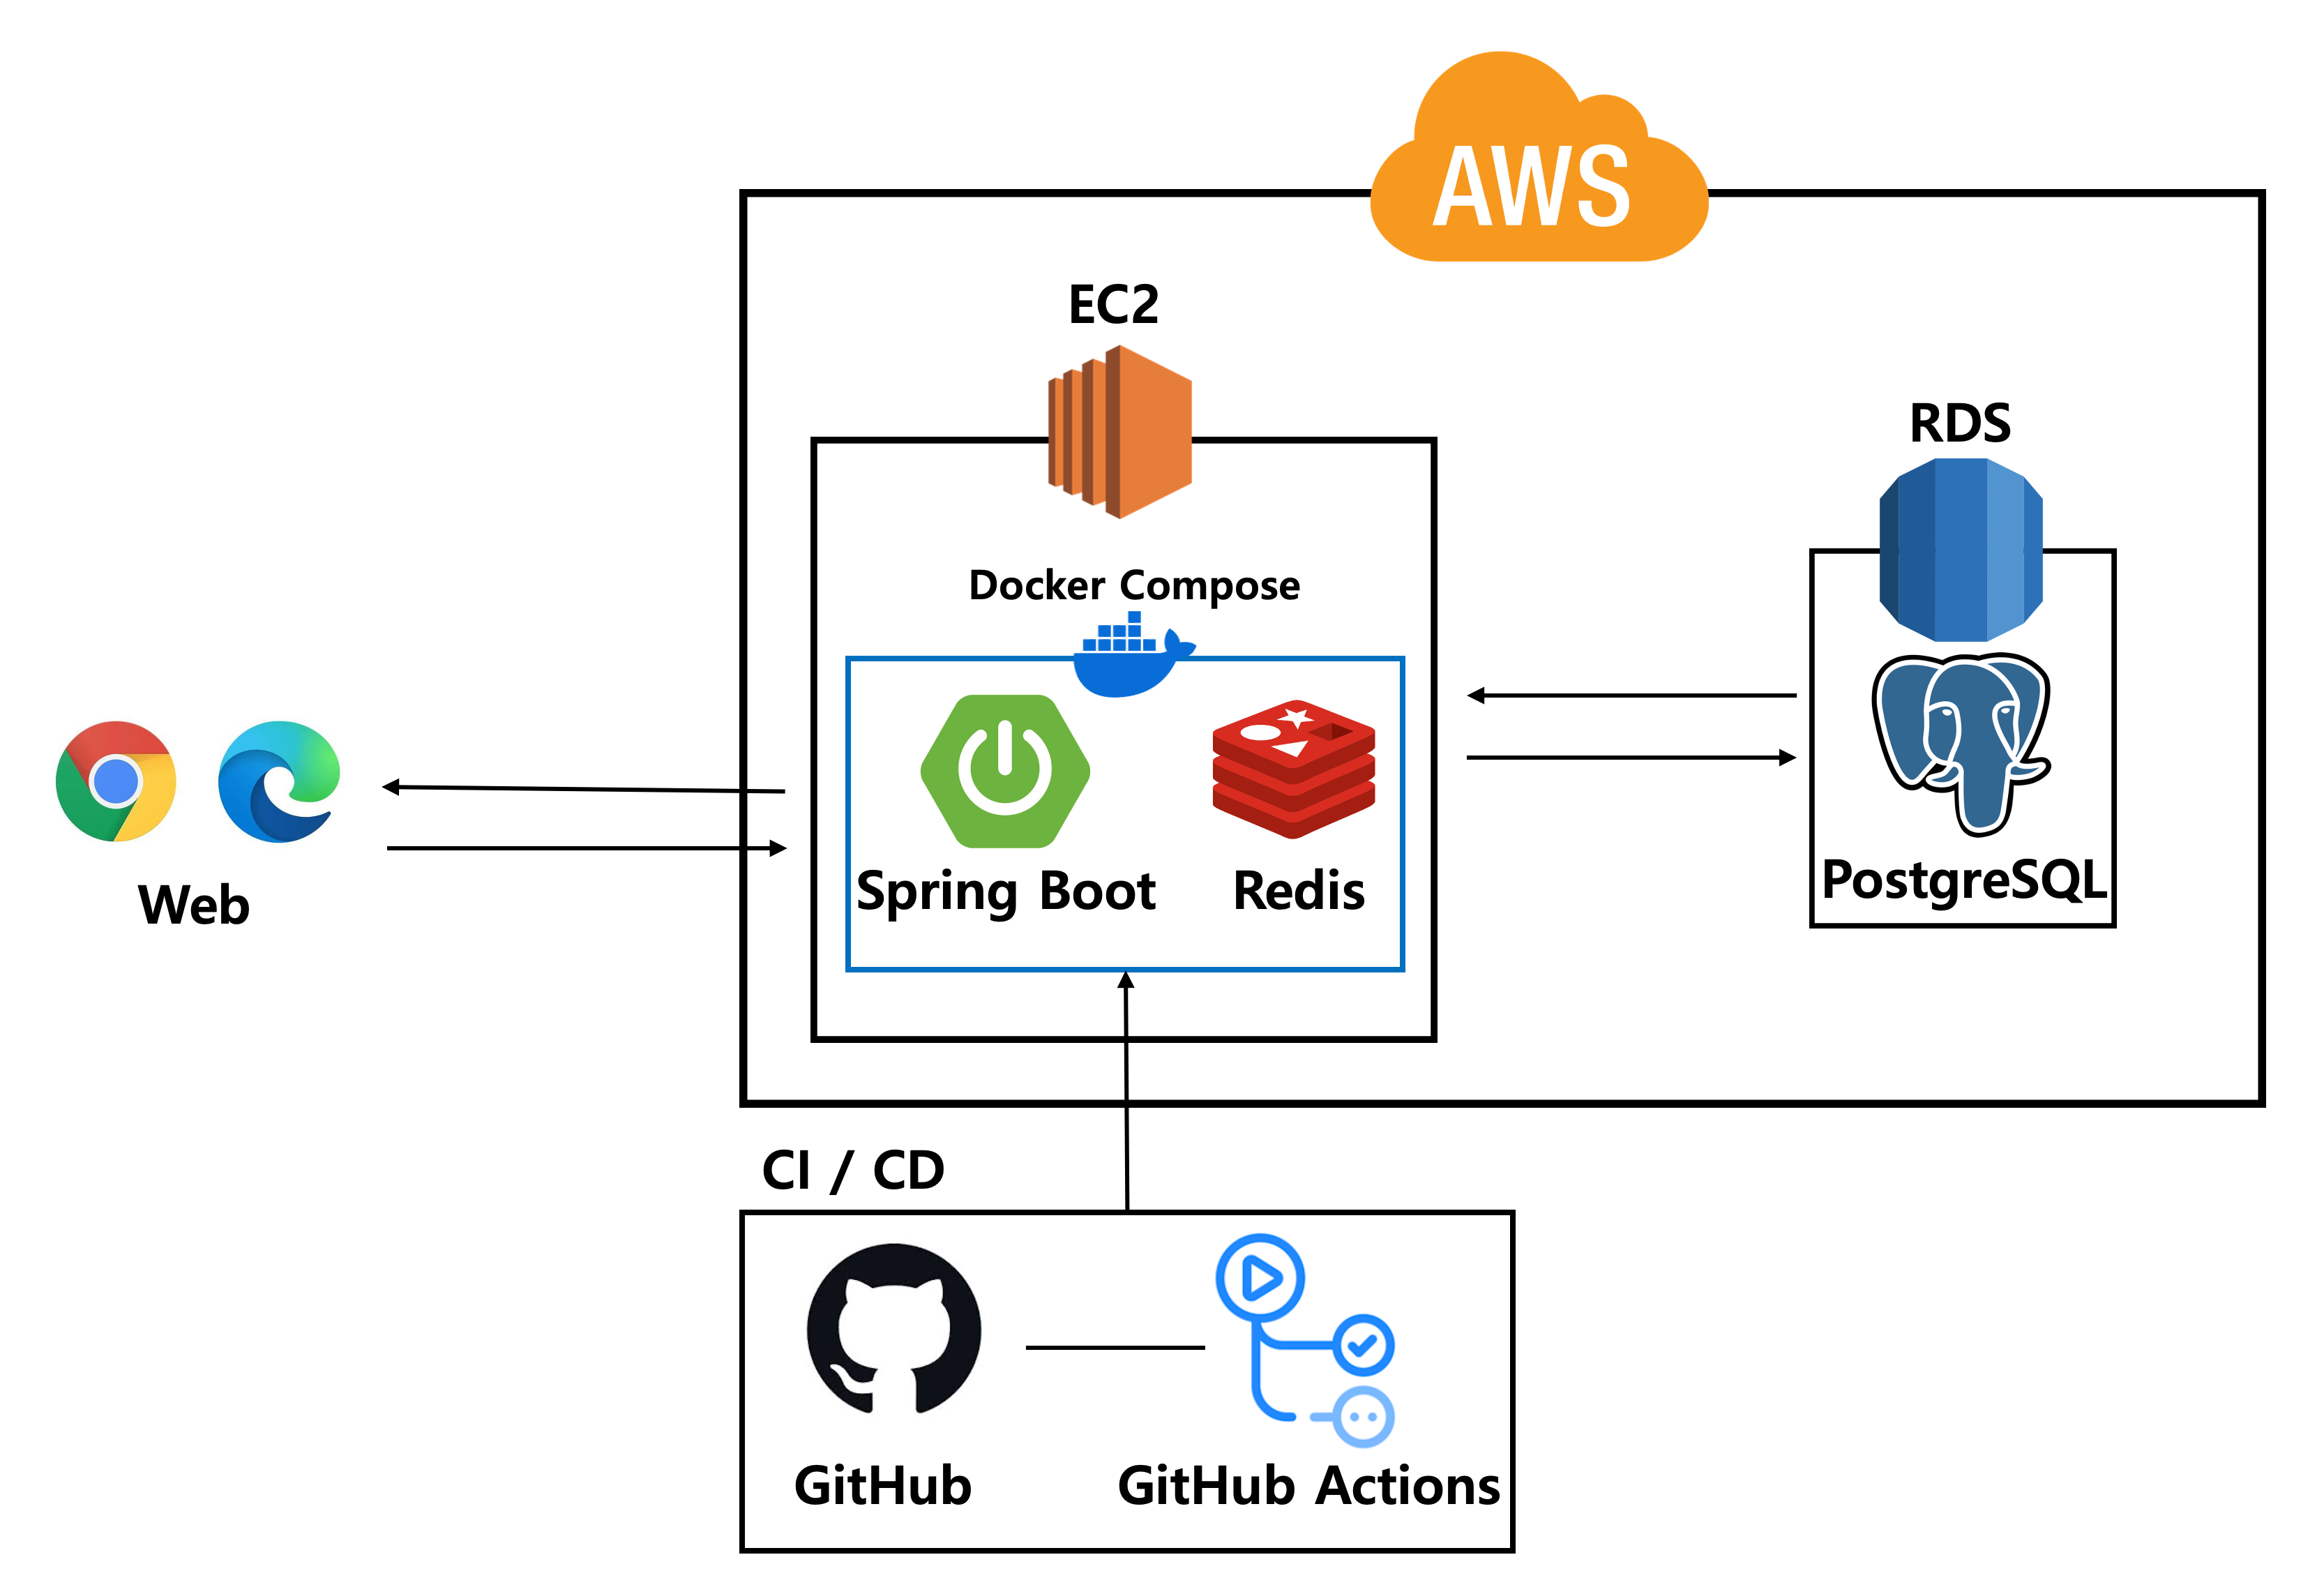 AWS
EC2
RDS
Docker Compose
Spring Boot
Redis
PostgreSQL
Web
CI / CD
GitHub
GitHub Actions